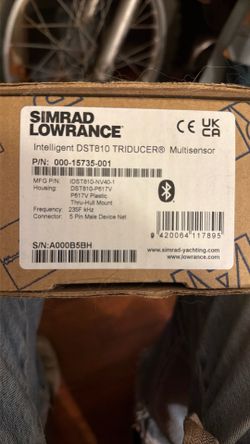 SIMRAD
LOWRANCE®
Intelligent DST810 TRIDUCER® Multisensor
P/N: 000-15735-001
MFG P/N: IDST810-NV40-1
Housing: DST810-P617V
P617V Plastic
Thru-Hull Mount
Frequency: 235F kHz
Connector: 5 Pin Male Device Net
S/N:A000B5BH
CE UK
CA
9 420064 117895
www.simrad-yachting.com
www.lowrance.com